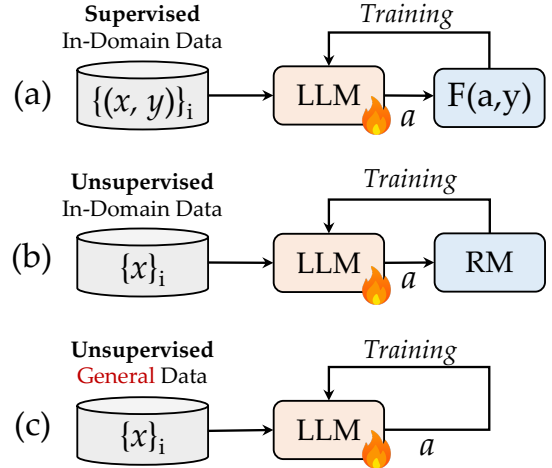 Supervised
In-Domain Data
Training
(a)
{(x, y)}i
LLM
a
F(a,y)
Unsupervised
In-Domain Data
Training
(b)
{x}i
LLM
a
RM
Unsupervised
General Data
Training
(c)
{x}i
LLM
a